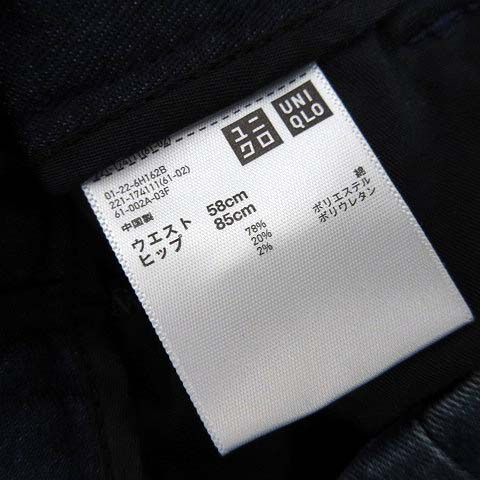 ユニ
クロ
UNI
QLO
01-22-6H162B
221-174111(61-02)
61-002A-03F
中国製
ウエスト 58cm
ヒップ 85cm
78% 綿
20% ポリエステル
2% ポリウレタン